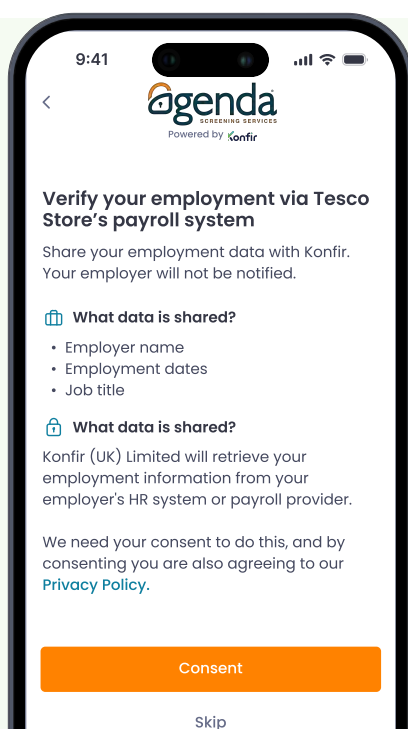 9:41
agenda
SCREENING SERVICES
Powered by Konfir
Verify your employment via Tesco
Store's payroll system
Share your employment data with Konfir.
Your employer will not be notified.
What data is shared?
• Employer name
• Employment dates
• Job title
What data is shared?
Konfir (UK) Limited will retrieve your
employment information from your
employer's HR system or payroll provider.
We need your consent to do this, and by
consenting you are also agreeing to our
Privacy Policy.
Consent
Skip